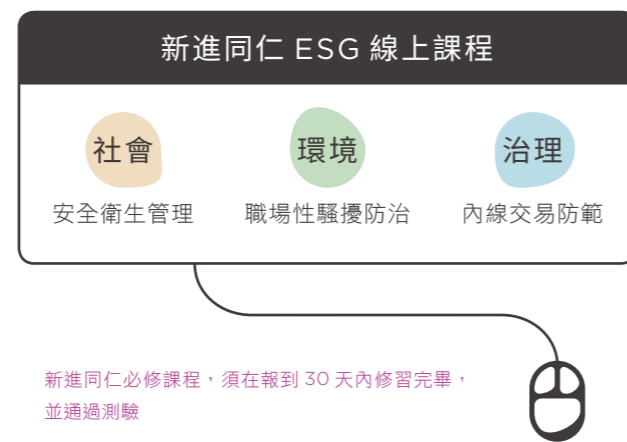 新進同仁 ESG 線上課程
社會 環境 治理
安全衛生管理 職場性騷擾防治 內線交易防範
新進同仁必修課程，須在報到 30 天內修習完畢，
並通過測驗